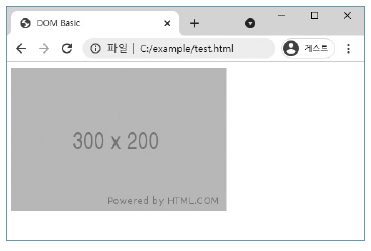 DOM Basic
파일 | C:/example/test.html
게스트
300 x 200
Powered by HTML.COM